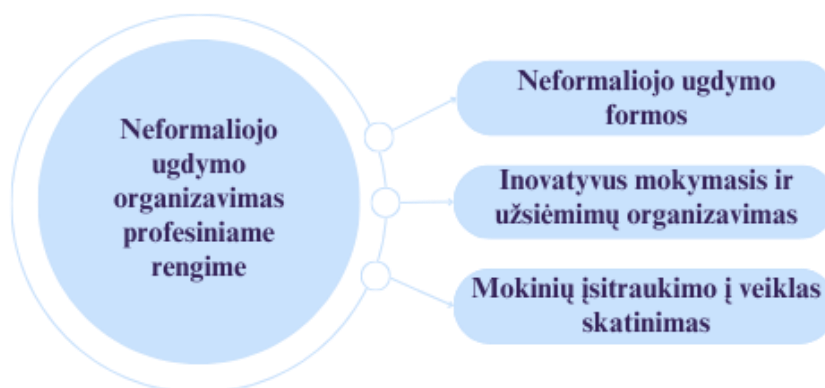 Neformaliojo
ugdymo
organizavimas
profesiniame
rengime
Neformaliojo ugdymo
formos
Inovatyvus mokymasis ir
užsiėmimų organizavimas
Mokinių įsitraukimo į veiklas
skatinimas